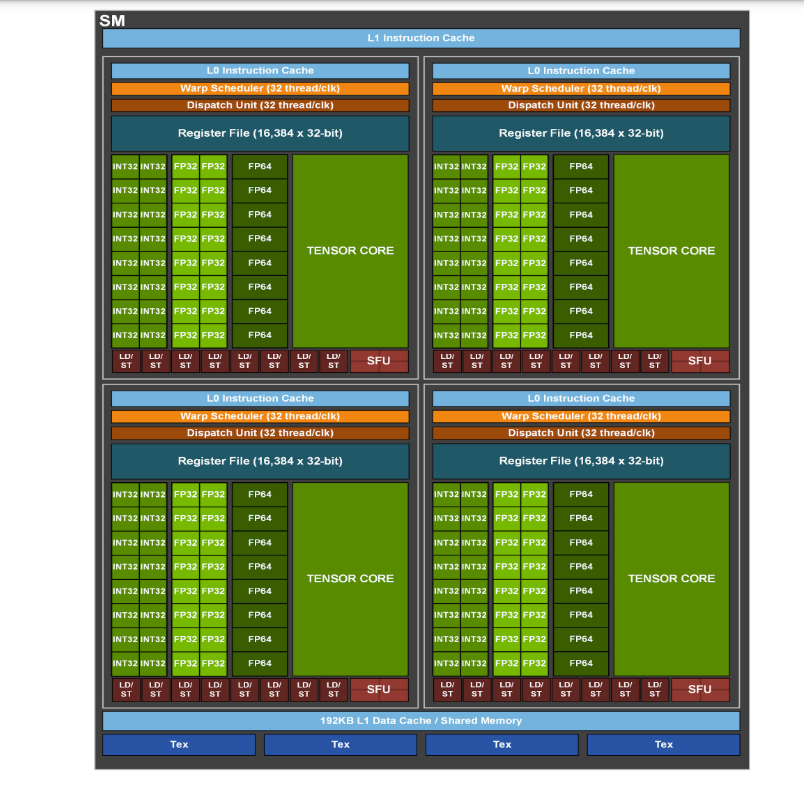 SM
L1 Instruction Cache
L0 Instruction Cache L0 Instruction Cache
Warp Scheduler (32 thread/clk) Warp Scheduler (32 thread/clk)
Dispatch Unit (32 thread/clk) Dispatch Unit (32 thread/clk)
Register File (16,384 x 32-bit) Register File (16,384 x 32-bit)
INT32 INT32 FP32 FP32 FP64 INT32 INT32 FP32 FP32 FP64
INT32 INT32 FP32 FP32 FP64 INT32 INT32 FP32 FP32 FP64
INT32 INT32 FP32 FP32 FP64 INT32 INT32 FP32 FP32 FP64
INT32 INT32 FP32 FP32 FP64 INT32 INT32 FP32 FP32 FP64
TENSOR CORE TENSOR CORE
INT32 INT32 FP32 FP32 FP64 INT32 INT32 FP32 FP32 FP64
INT32 INT32 FP32 FP32 FP64 INT32 INT32 FP32 FP32 FP64
INT32 INT32 FP32 FP32 FP64 INT32 INT32 FP32 FP32 FP64
INT32 INT32 FP32 FP32 FP64 INT32 INT32 FP32 FP32 FP64
LD/ LD/ LD/ LD/ LD/ LD/ LD/ LD/ SFU LD/ LD/ LD/ LD/ LD/ LD/ LD/ LD/ SFU
ST ST ST ST ST ST ST ST ST ST ST ST ST ST ST ST
L0 Instruction Cache L0 Instruction Cache
Warp Scheduler (32 thread/clk) Warp Scheduler (32 thread/clk)
Dispatch Unit (32 thread/clk) Dispatch Unit (32 thread/clk)
Register File (16,384 x 32-bit) Register File (16,384 x 32-bit)
INT32 INT32 FP32 FP32 FP64 INT32 INT32 FP32 FP32 FP64
INT32 INT32 FP32 FP32 FP64 INT32 INT32 FP32 FP32 FP64
INT32 INT32 FP32 FP32 FP64 INT32 INT32 FP32 FP32 FP64
INT32 INT32 FP32 FP32 FP64 INT32 INT32 FP32 FP32 FP64
TENSOR CORE TENSOR CORE
INT32 INT32 FP32 FP32 FP64 INT32 INT32 FP32 FP32 FP64
INT32 INT32 FP32 FP32 FP64 INT32 INT32 FP32 FP32 FP64
INT32 INT32 FP32 FP32 FP64 INT32 INT32 FP32 FP32 FP64
INT32 INT32 FP32 FP32 FP64 INT32 INT32 FP32 FP32 FP64
LD/ LD/ LD/ LD/ LD/ LD/ LD/ LD/ SFU LD/ LD/ LD/ LD/ LD/ LD/ LD/ LD/ SFU
ST ST ST ST ST ST ST ST ST ST ST ST ST ST ST ST
192KB L1 Data Cache / Shared Memory
Tex Tex Tex Tex